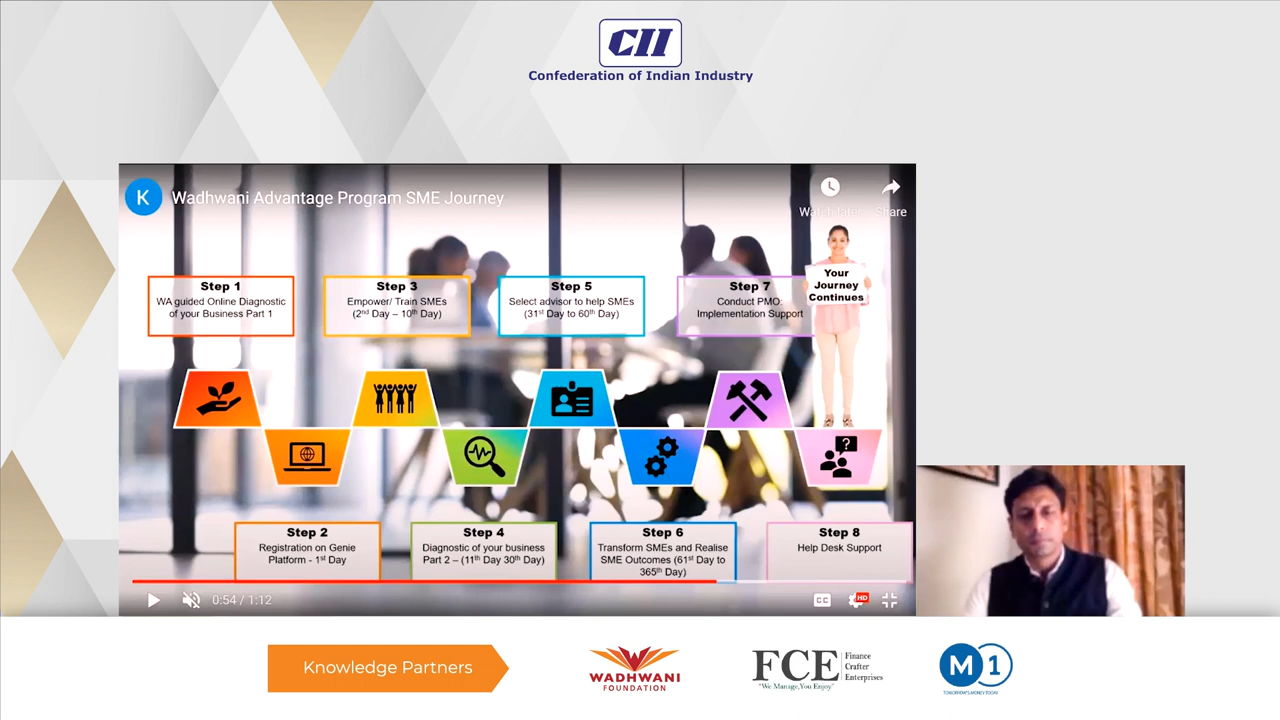 CII
Confederation of Indian Industry
K
Wadhwani Advantage Program SME Journey
Watch later
Share
Your
Journey
Continues
Step 1
WA guided Online Diagnostic
of your Business Part 1
Step 3
Empower/ Train SMEs
(2nd Day – 10th Day)
Step 5
Select advisor to help SMEs
(31st Day to 60th Day)
Step 7
Conduct PMO:
Implementation Support
Step 2
Registration on Genie
Platform - 1st Day
Step 4
Diagnostic of your business
Part 2 – (11th Day 30th Day)
Step 6
Transform SMEs and Realise
SME Outcomes (61st Day to
365th Day)
Step 8
Help Desk Support
0:54 / 1:12
CC
HD
Knowledge Partners
WADHWANI
FOUNDATION
FCE
Finance
Crafter
Enterprises
"We Manage,You Enjoy"
M1
TOMORROW'S MONEY TODAY